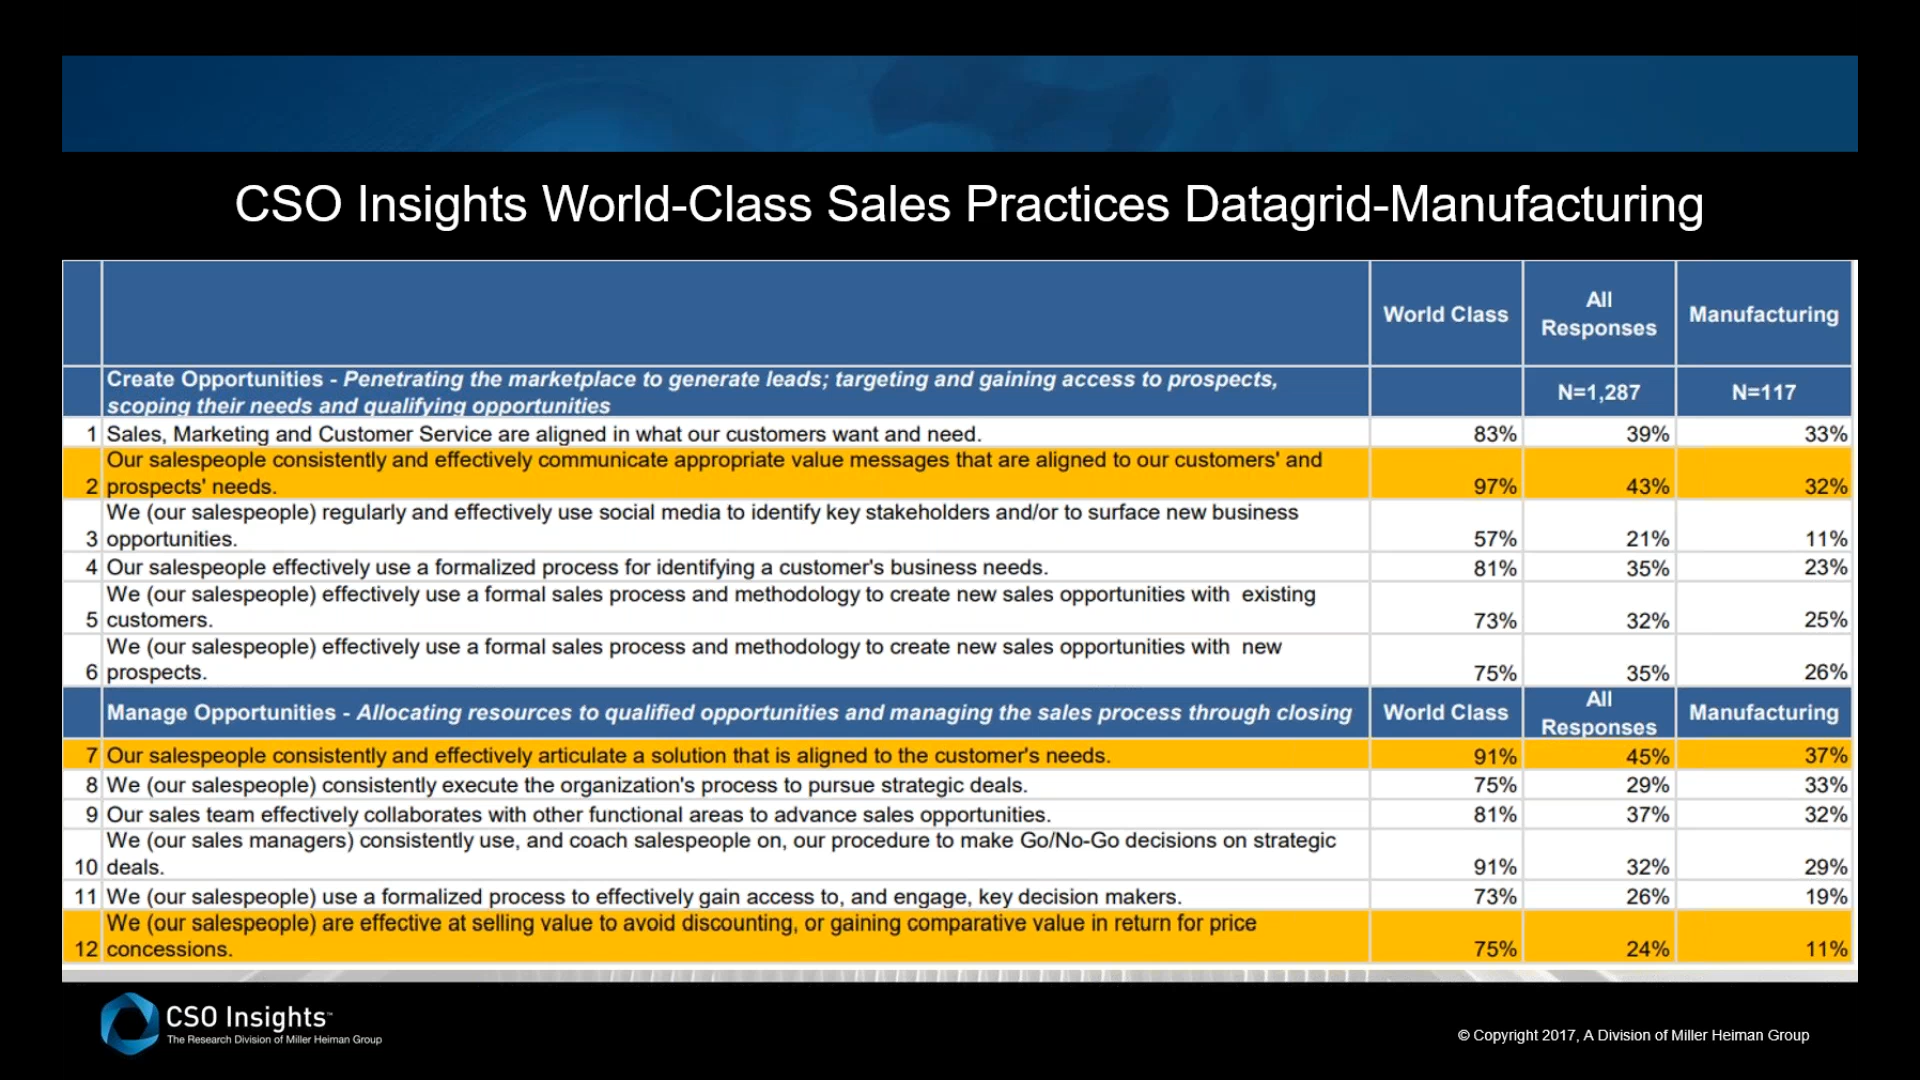 CSO Insights World-Class Sales Practices Datagrid-Manufacturing
World Class
All
Responses
Manufacturing
Create Opportunities - Penetrating the marketplace to generate leads; targeting and gaining access to prospects,
scoping their needs and qualifying opportunities
N=1,287
N=117
1 Sales, Marketing and Customer Service are aligned in what our customers want and need. 83% 39% 33%
Our salespeople consistently and effectively communicate appropriate value messages that are aligned to our customers' and
2 prospects' needs. 97% 43% 32%
We (our salespeople) regularly and effectively use social media to identify key stakeholders and/or to surface new business
3 opportunities. 57% 21% 11%
4 Our salespeople effectively use a formalized process for identifying a customer's business needs. 81% 35% 23%
We (our salespeople) effectively use a formal sales process and methodology to create new sales opportunities with existing
5 customers. 73% 32% 25%
We (our salespeople) effectively use a formal sales process and methodology to create new sales opportunities with new
6 prospects. 75% 35% 26%
Manage Opportunities - Allocating resources to qualified opportunities and managing the sales process through closing
World Class
All
Responses
Manufacturing
7 Our salespeople consistently and effectively articulate a solution that is aligned to the customer's needs. 91% 45% 37%
8 We (our salespeople) consistently execute the organization's process to pursue strategic deals. 75% 29% 33%
9 Our sales team effectively collaborates with other functional areas to advance sales opportunities. 81% 37% 32%
We (our sales managers) consistently use, and coach salespeople on, our procedure to make Go/No-Go decisions on strategic
10 deals. 91% 32% 29%
11 We (our salespeople) use a formalized process to effectively gain access to, and engage, key decision makers. 73% 26% 19%
We (our salespeople) are effective at selling value to avoid discounting, or gaining comparative value in return for price
12 concessions. 75% 24% 11%
CSO Insights™
The Research Division of Miller Heiman Group
© Copyright 2017, A Division of Miller Heiman Group